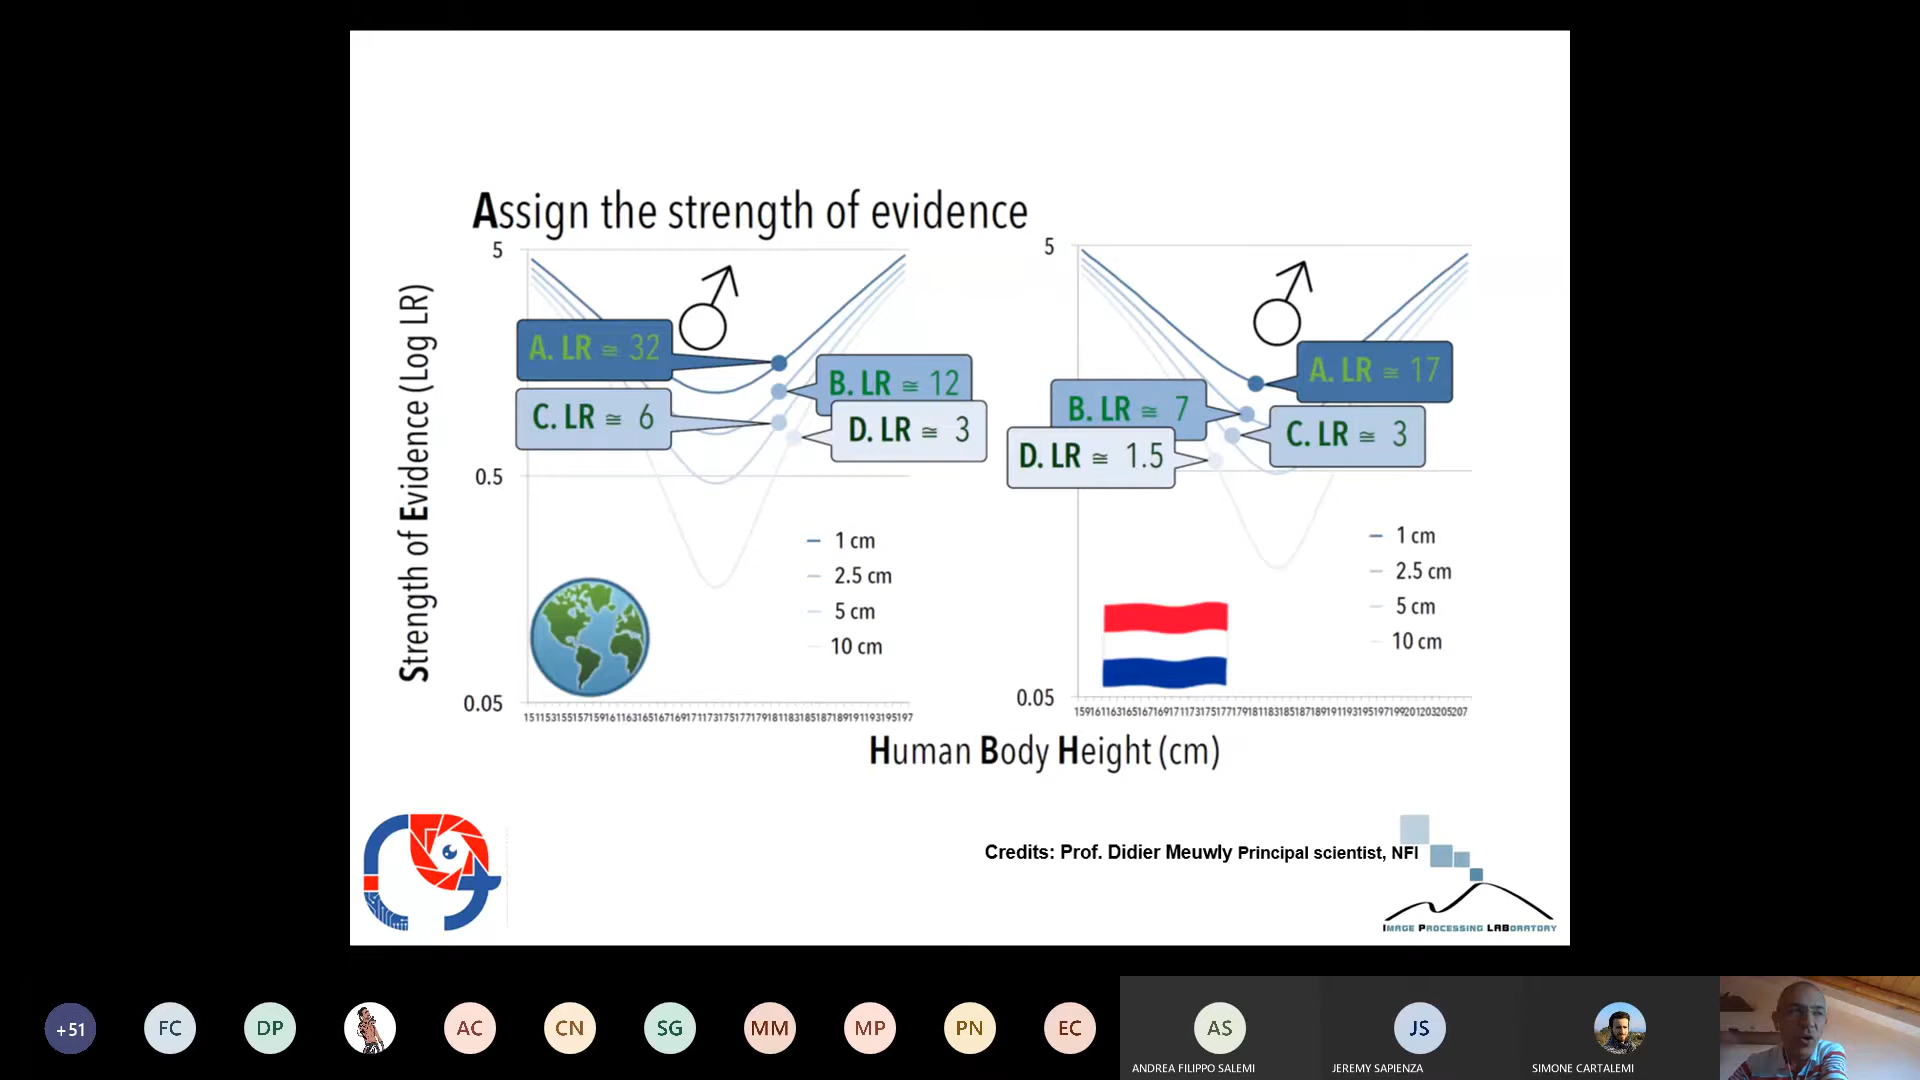 Assign the strength of evidence
Strength of Evidence (Log LR)
5
0.5
0.05
A. LR ≅ 32
B. LR ≅ 12
C. LR ≅ 6
D. LR ≅ 3
1 cm
2.5 cm
5 cm
10 cm
5
0.05
A. LR ≅ 17
B. LR ≅ 7
C. LR ≅ 3
D. LR ≅ 1.5
1 cm
2.5 cm
5 cm
10 cm
Human Body Height (cm)
Credits: Prof. Didier Meuwly Principal scientist, NFI
IMAGE PROCESSING LABORATORY
+51
FC
DP
AC
CN
SG
MM
MP
PN
EC
AS
JS
ANDREA FILIPPO SALEMI
JEREMY SAPIENZA
SIMONE CARTALEMI